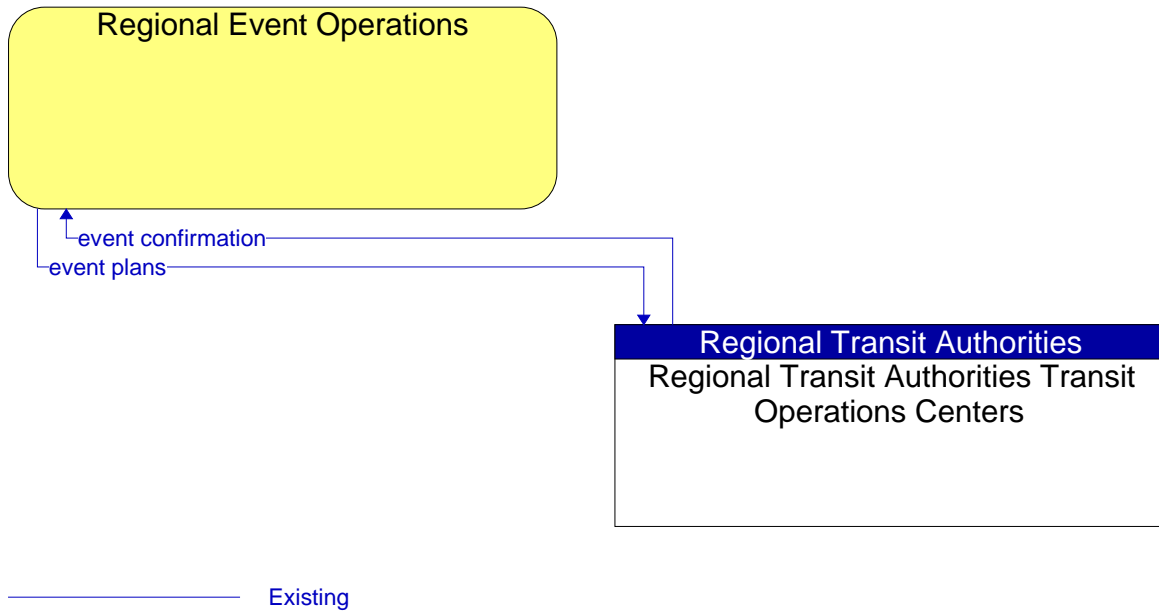 Regional Event Operations
event confirmation
event plans
Regional Transit Authorities
Regional Transit Authorities Transit
Operations Centers
Existing